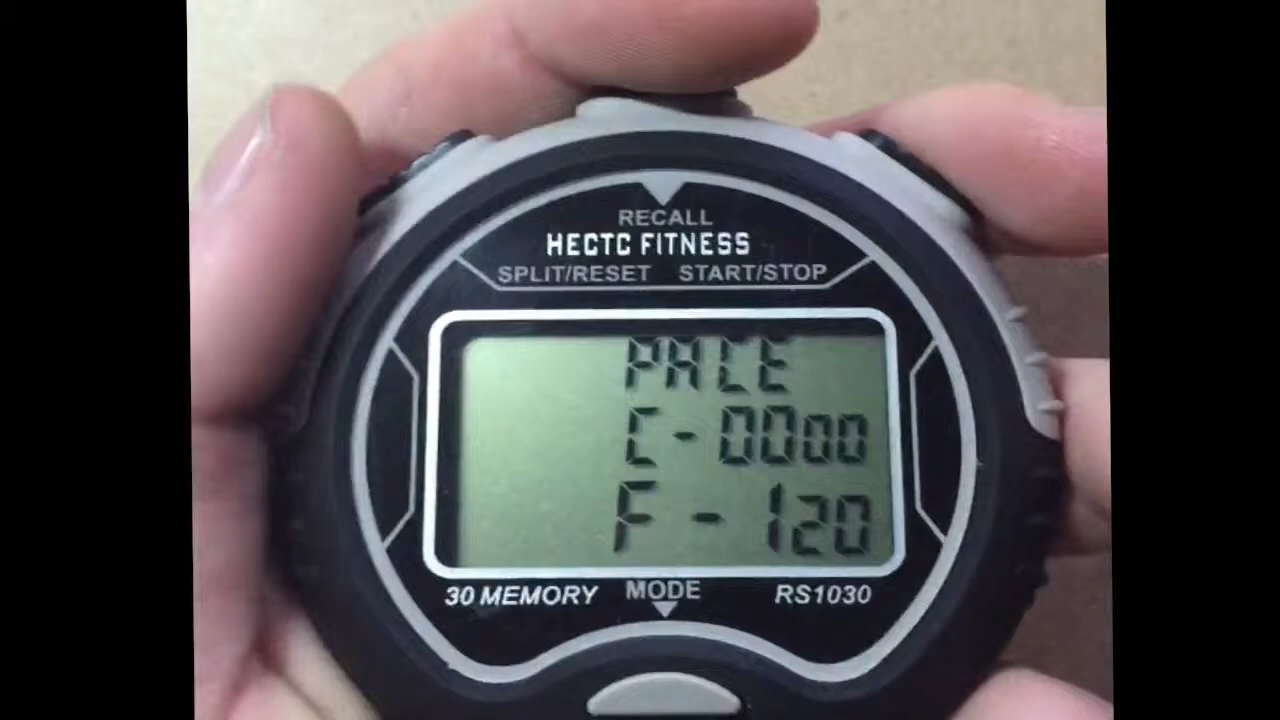 RECALL
HECTC FITNESS
SPLIT/RESET START/STOP
PACE
C-0000
F-120
30 MEMORY MODE RS1030